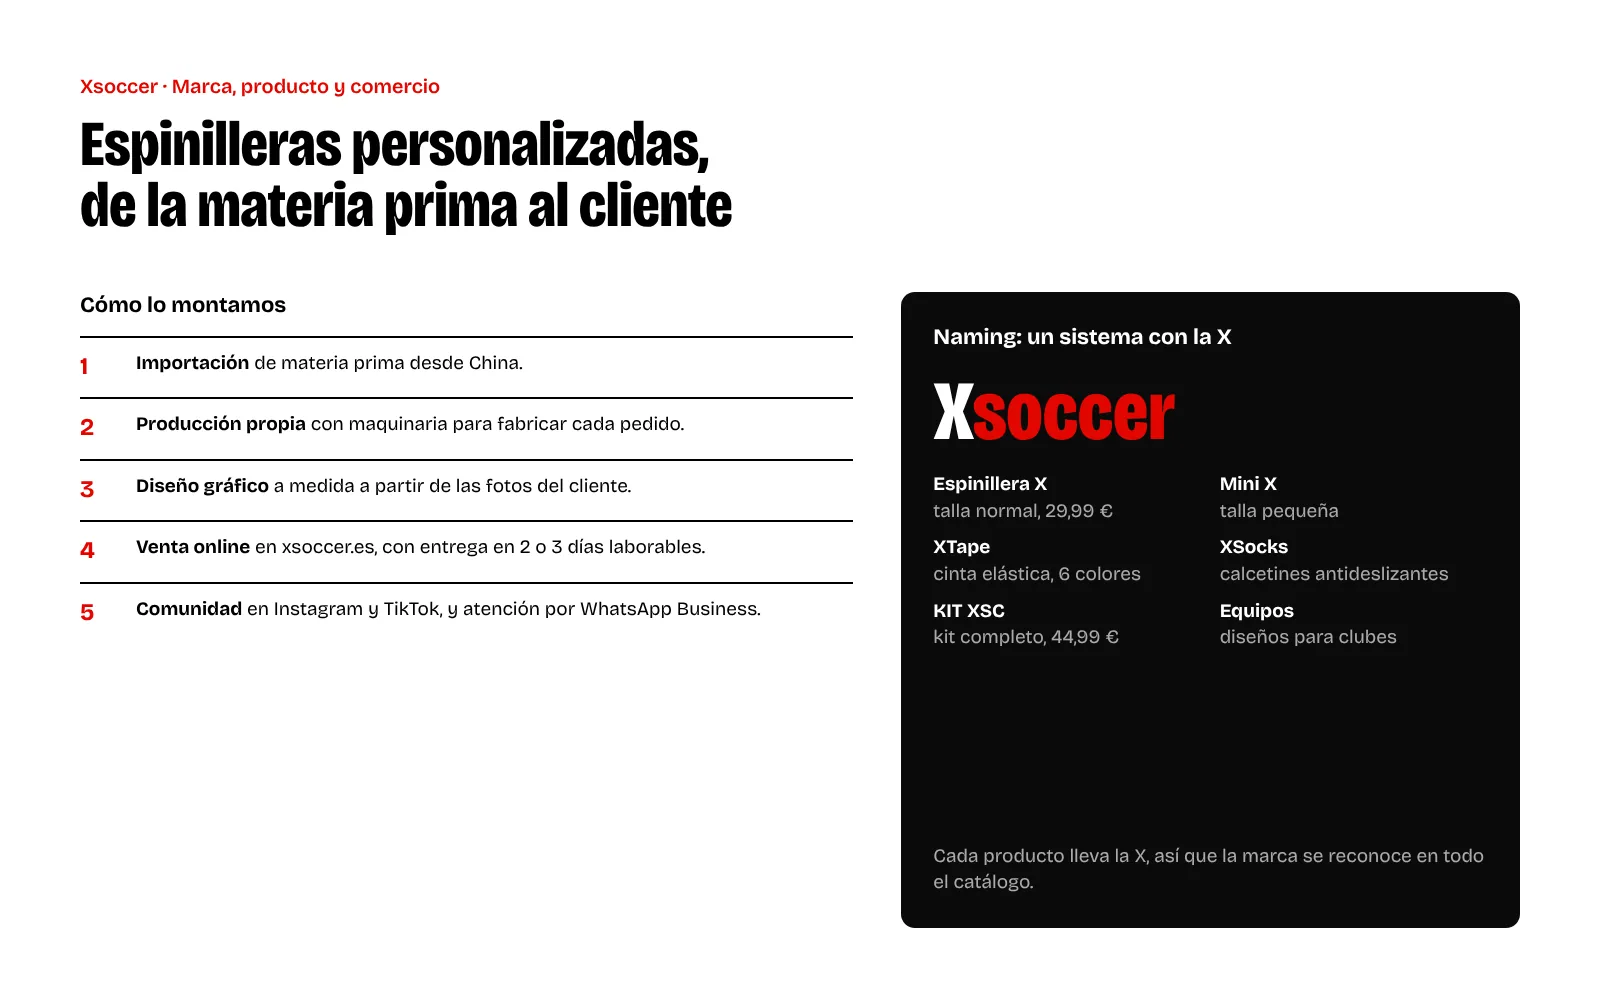 Xsoccer · Marca, producto y comercio
Espinilleras personalizadas,
de la materia prima al cliente
Cómo lo montamos
1 Importación de materia prima desde China.
2 Producción propia con maquinaria para fabricar cada pedido.
3 Diseño gráfico a medida a partir de las fotos del cliente.
4 Venta online en xsoccer.es, con entrega en 2 o 3 días laborables.
5 Comunidad en Instagram y TikTok, y atención por WhatsApp Business.
Naming: un sistema con la X
Xsoccer
Espinillera X
talla normal, 29,99 €
Mini X
talla pequeña
XTape
cinta elástica, 6 colores
XSocks
calcetines antideslizantes
KIT XSC
kit completo, 44,99 €
Equipos
diseños para clubes
Cada producto lleva la X, así que la marca se reconoce en todo
el catálogo.